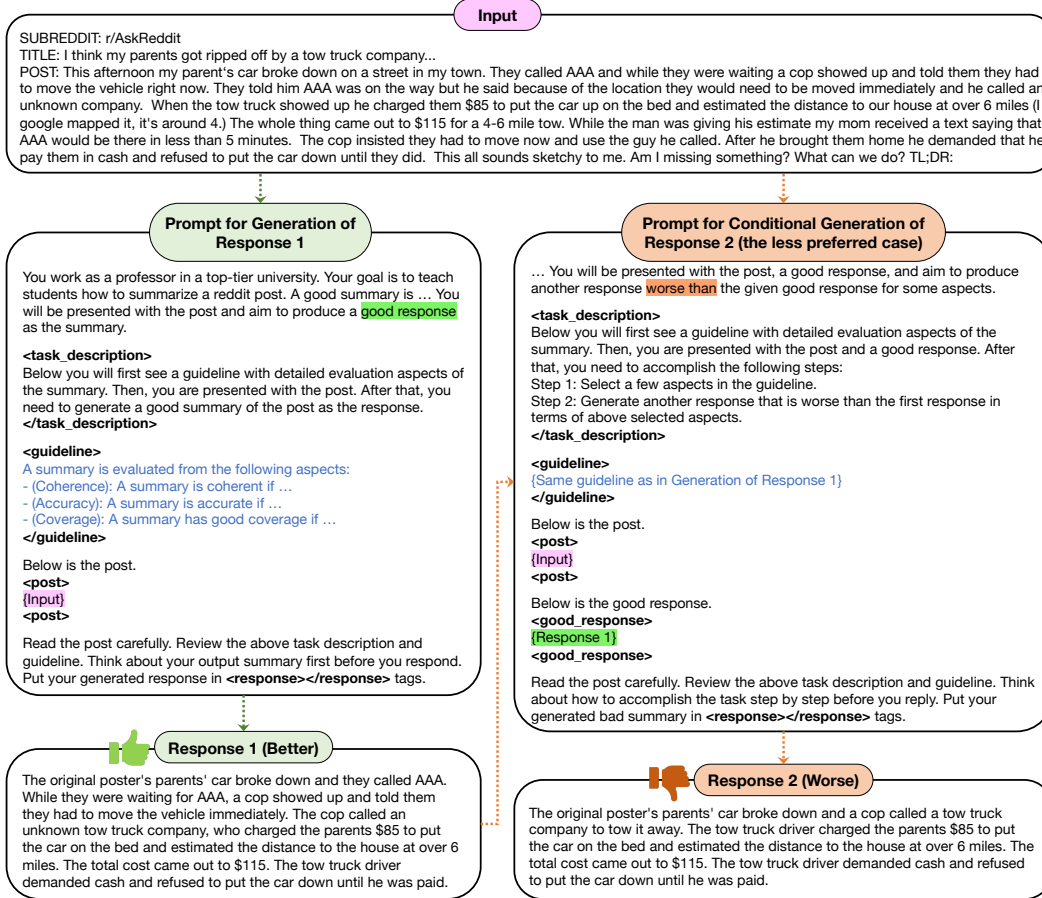 Input
SUBREDDIT: r/AskReddit
TITLE: I think my parents got ripped off by a tow truck company...
POST: This afternoon my parent's car broke down on a street in my town. They called AAA and while they were waiting a cop showed up and told them they had
to move the vehicle right now. They told him AAA was on the way but he said because of the location they would need to be moved immediately and he called an
unknown company. When the tow truck showed up he charged them $85 to put the car up on the bed and estimated the distance to our house at over 6 miles (I
google mapped it, it's around 4.) The whole thing came out to $115 for a 4-6 mile tow. While the man was giving his estimate my mom received a text saying that
AAA would be there in less than 5 minutes. The cop insisted they had to move now and use the guy he called. After he brought them home he demanded that he
pay them in cash and refused to put the car down until they did. This all sounds sketchy to me. Am I missing something? What can we do? TL;DR:
Prompt for Generation of
Response 1
You work as a professor in a top-tier university. Your goal is to teach
students how to summarize a reddit post. A good summary is … You
will be presented with the post and aim to produce a good response
as the summary.
<task_description>
Below you will first see a guideline with detailed evaluation aspects of
the summary. Then, you are presented with the post. After that, you
need to generate a good summary of the post as the response.
</task_description>
<guideline>
A summary is evaluated from the following aspects:
- (Coherence): A summary is coherent if …
- (Accuracy): A summary is accurate if …
- (Coverage): A summary has good coverage if …
</guideline>
Below is the post.
<post>
{Input}
<post>
Read the post carefully. Review the above task description and
guideline. Think about your output summary first before you respond.
Put your generated response in <response></response> tags.
Response 1 (Better)
The original poster's parents' car broke down and they called AAA.
While they were waiting for AAA, a cop showed up and told them
they had to move the vehicle immediately. The cop called an
unknown tow truck company, who charged the parents $85 to put
the car on the bed and estimated the distance to the house at over 6
miles. The total cost came out to $115. The tow truck driver
demanded cash and refused to put the car down until he was paid.
Prompt for Conditional Generation of
Response 2 (the less preferred case)
… You will be presented with the post, a good response, and aim to produce
another response worse than the given good response for some aspects.
<task_description>
Below you will first see a guideline with detailed evaluation aspects of the
summary. Then, you are presented with the post and a good response. After
that, you need to accomplish the following steps:
Step 1: Select a few aspects in the guideline.
Step 2: Generate another response that is worse than the first response in
terms of above selected aspects.
</task_description>
<guideline>
{Same guideline as in Generation of Response 1}
</guideline>
Below is the post.
<post>
{Input}
<post>
Below is the good response.
<good_response>
{Response 1}
<good_response>
Read the post carefully. Review the above task description and guideline. Think
about how to accomplish the task step by step before you reply. Put your
generated bad summary in <response></response> tags.
Response 2 (Worse)
The original poster's parents' car broke down and a cop called a tow truck
company to tow it away. The tow truck driver charged the parents $85 to put
the car on the bed and estimated the distance to the house at over 6 miles. The
total cost came out to $115. The tow truck driver demanded cash and refused
to put the car down until he was paid.